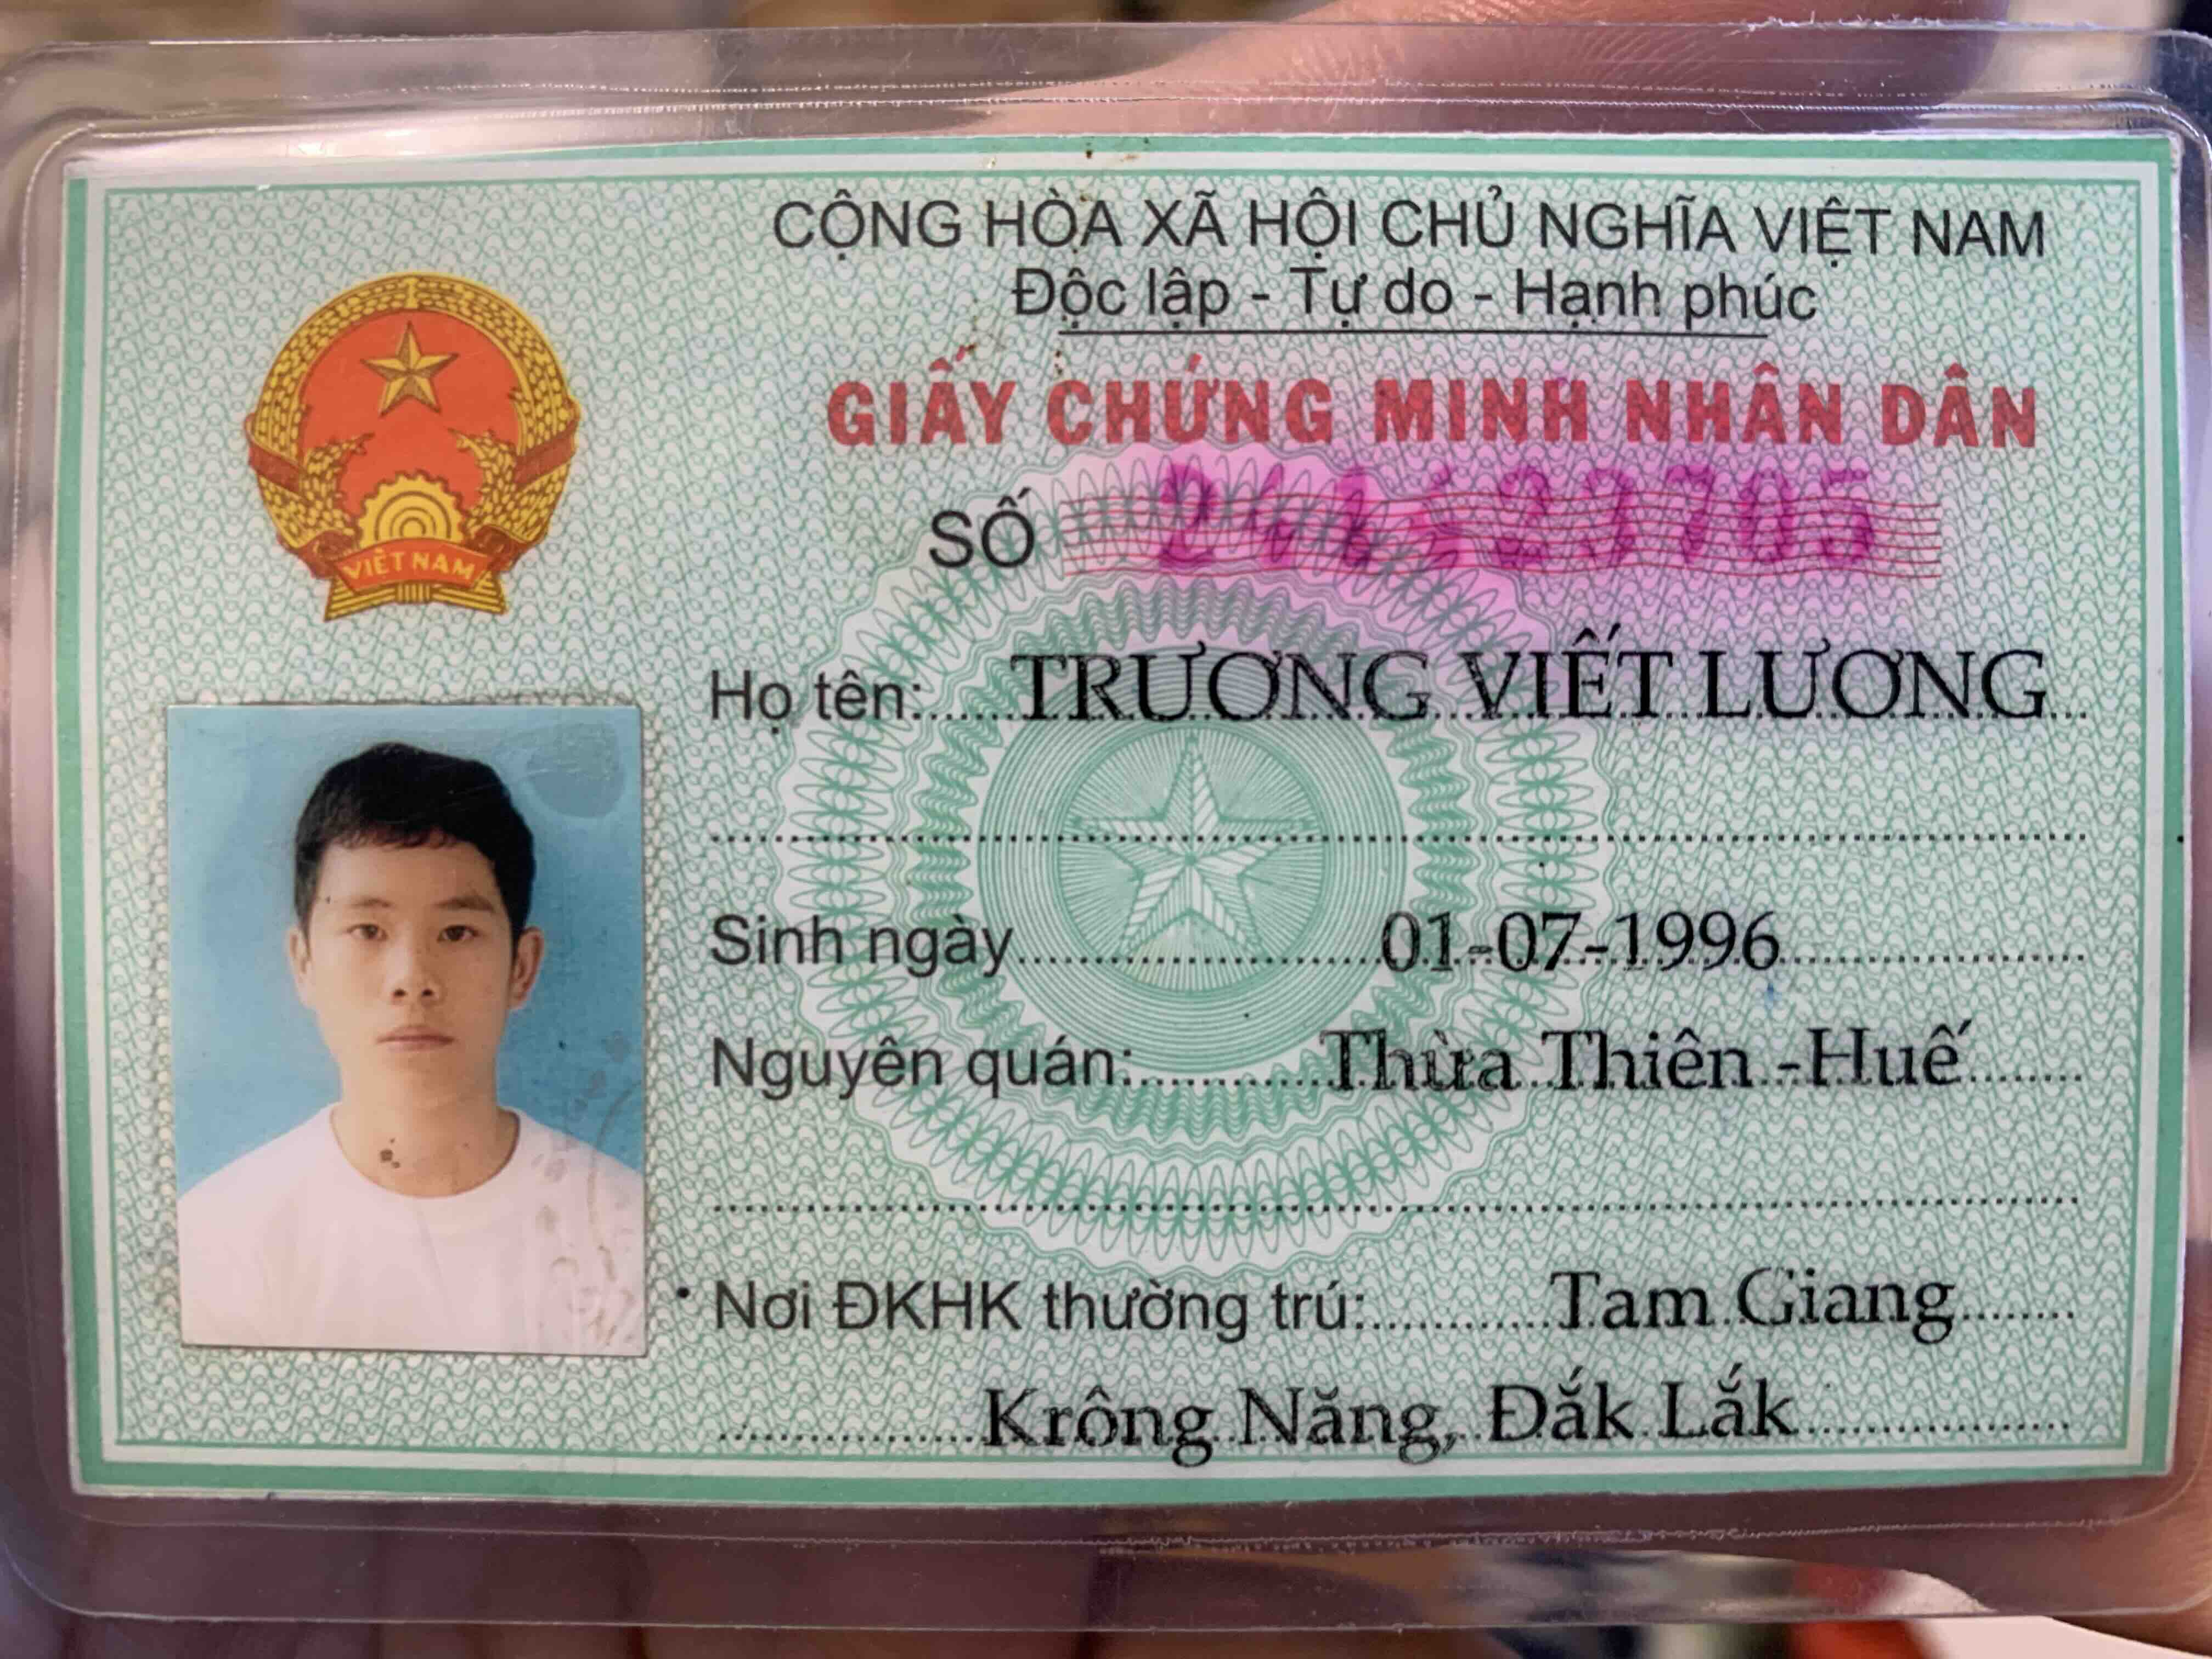 CỘNG HÒA XÃ HỘI CHỦ NGHĨA VIỆT NAM
Độc lập - Tự do - Hạnh phúc
GIẤY CHỨNG MINH NHÂN DÂN
SỐ
VIỆT NAM
Họ tên: TRƯƠNG VIẾT LƯƠNG
Sinh ngày 01-07-1996
Nguyên quán: Thừa Thiên -Huế
Nơi ĐKHK thường trú: Tam Giang
Krông Năng, Đắk Lắk